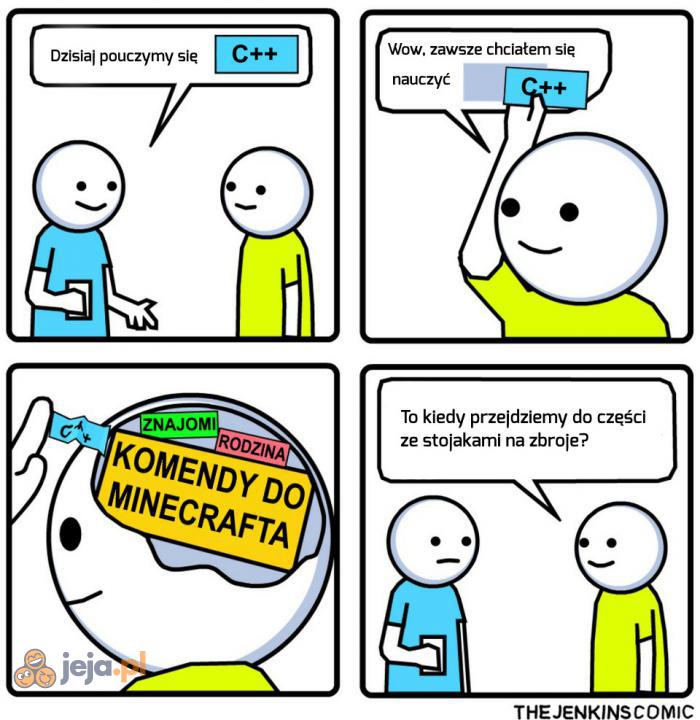 Dzisiaj pouczymy się C++
Wow, zawsze chciałem się
nauczyć C++
C++
ZNAJOMI
RODZINA
KOMENDY DO
MINECRAFTA
To kiedy przejdziemy do części
ze stojakami na zbroje?
jeja.pl
THEJENKINSCOMIC